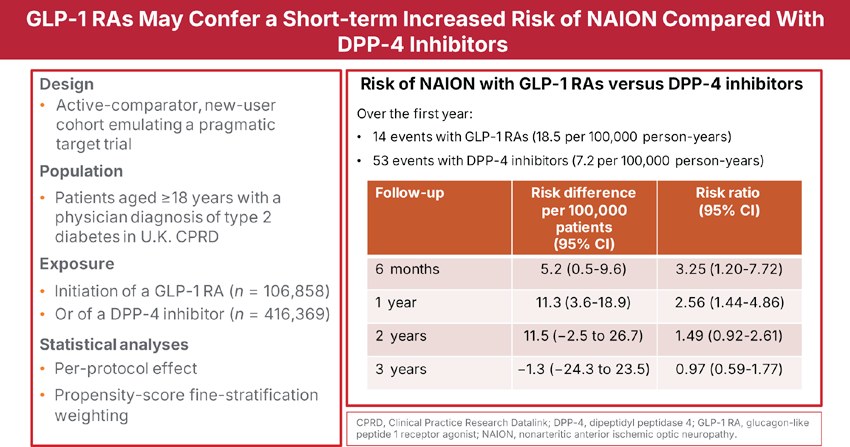 GLP-1 RAs May Confer a Short-term Increased Risk of NAION Compared With
DPP-4 Inhibitors
Design
• Active-comparator, new-user
cohort emulating a pragmatic
target trial
Population
• Patients aged ≥18 years with a
physician diagnosis of type 2
diabetes in U.K. CPRD
Exposure
• Initiation of a GLP-1 RA (n = 106,858)
• Or of a DPP-4 inhibitor (n = 416,369)
Statistical analyses
• Per-protocol effect
• Propensity-score fine-stratification
weighting
Risk of NAION with GLP-1 RAs versus DPP-4 inhibitors
Over the first year:
• 14 events with GLP-1 RAs (18.5 per 100,000 person-years)
• 53 events with DPP-4 inhibitors (7.2 per 100,000 person-years)
Follow-up Risk difference Risk ratio
per 100,000 (95% CI)
patients
(95% CI)
6 months 5.2 (0.5-9.6) 3.25 (1.20-7.72)
1 year 11.3 (3.6-18.9) 2.56 (1.44-4.86)
2 years 11.5 (−2.5 to 26.7) 1.49 (0.92-2.61)
3 years −1.3 (−24.3 to 23.5) 0.97 (0.59-1.77)
CPRD, Clinical Practice Research Datalink; DPP-4, dipeptidyl peptidase 4; GLP-1 RA, glucagon-like
peptide 1 receptor agonist; NAION, nonarteritic anterior ischemic optic neuropathy.